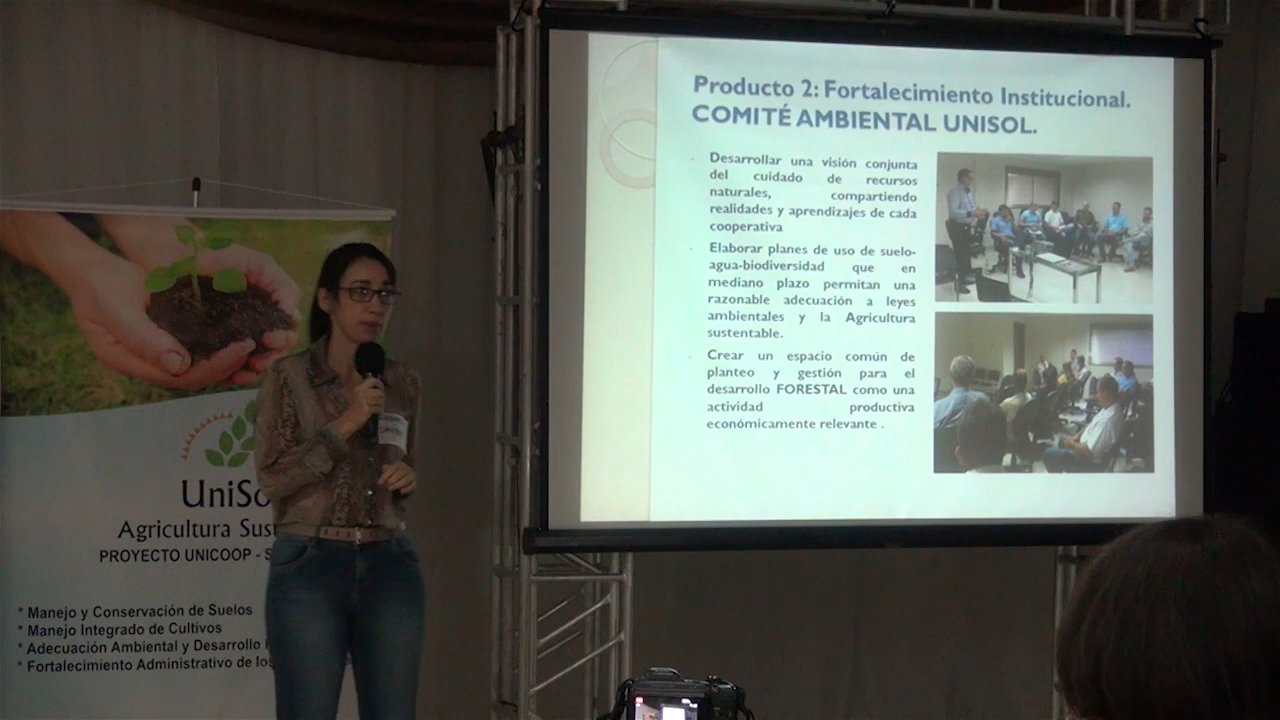 Producto 2: Fortalecimiento Institucional.
COMITÉ AMBIENTAL UNISOL.
Desarrollar una visión conjunta
del cuidado de recursos
naturales, compartiendo
realidades y aprendizajes de cada
cooperativa
Elaborar planes de uso de suelo-
agua-biodiversidad que en
mediano plazo permitan una
razonable adecuación a leyes
ambientales y la Agricultura
sustentable.
Crear un espacio común de
planteo y gestión para el
desarrollo FORESTAL como una
actividad productiva
económicamente relevante .
UniSo
Agricultura Sus
PROYECTO UNICOOP - S
* Manejo y Conservación de Suelos
* Manejo Integrado de Cultivos
* Adecuación Ambiental y Desarrollo
* Fortalecimiento Administrativo de los